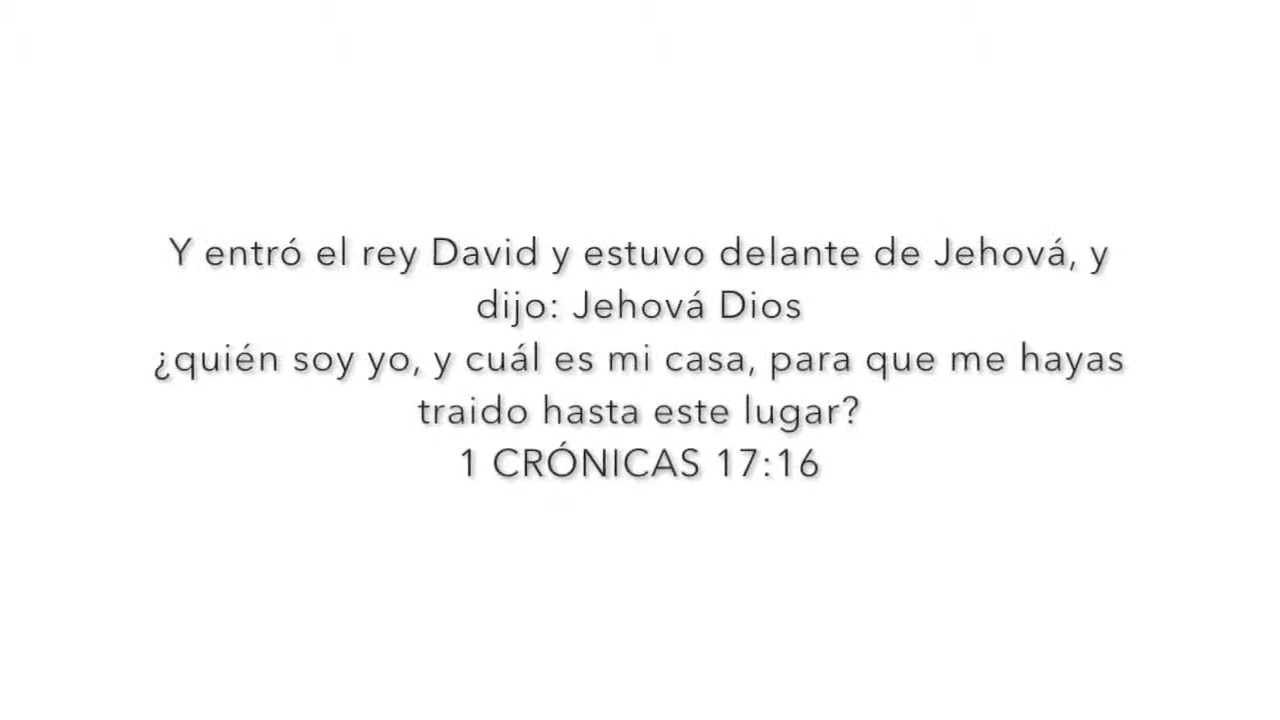 Y entró el rey David y estuvo delante de Jehová, y
dijo: Jehová Dios
¿quién soy yo, y cuál es mi casa, para que me hayas
traido hasta este lugar?
1 CRÓNICAS 17:16